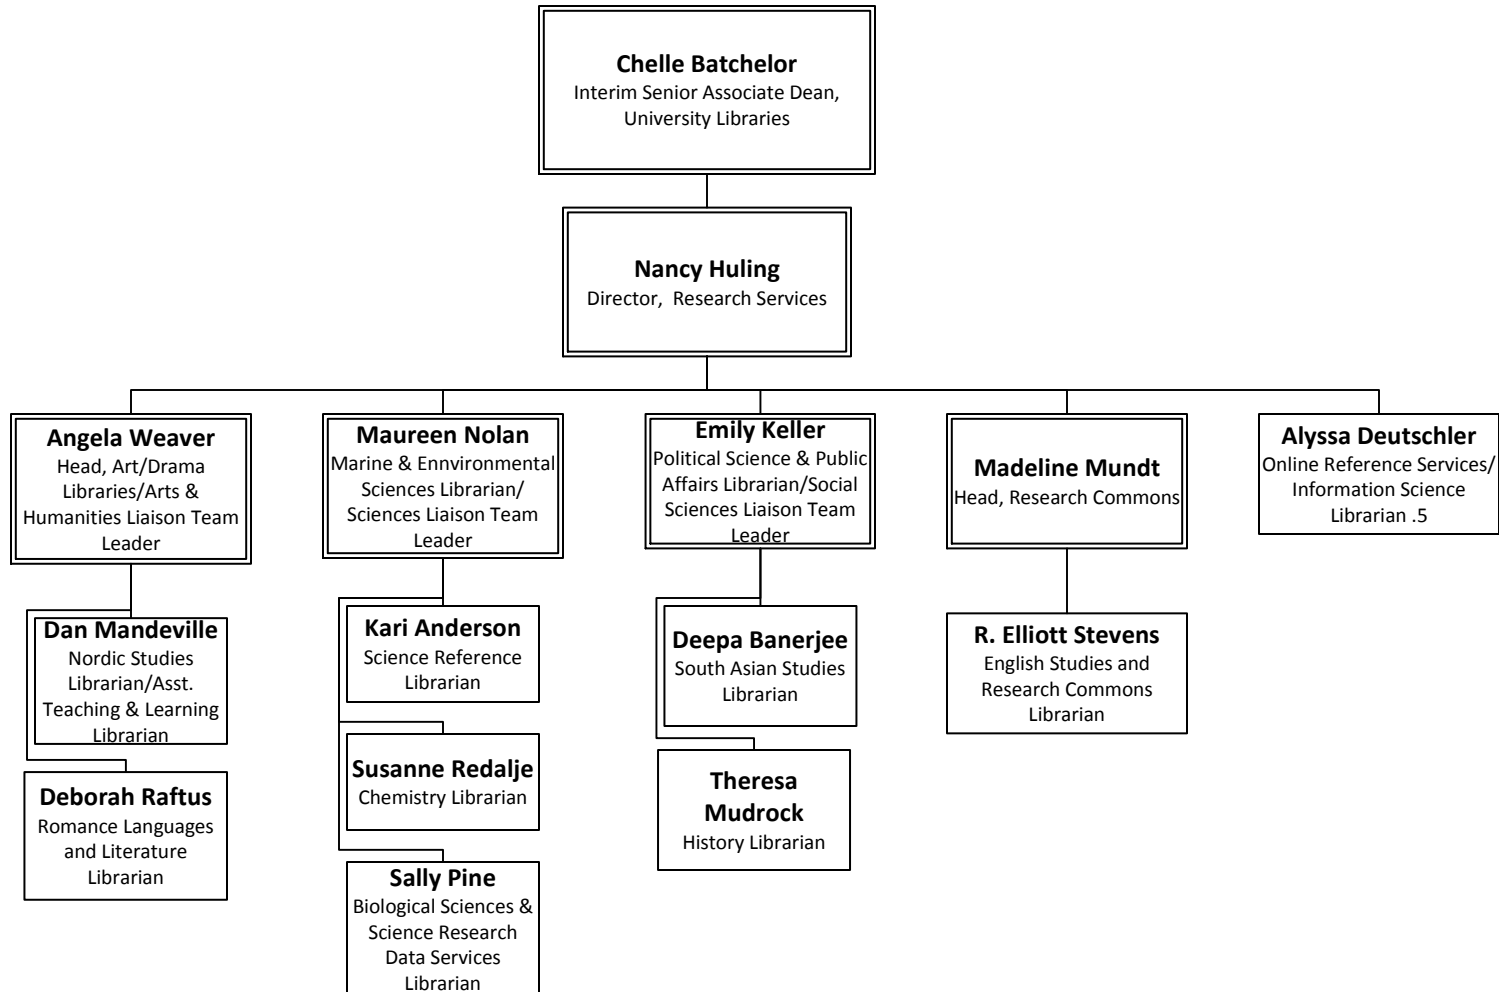 Chelle Batchelor
Interim Senior Associate Dean,
University Libraries
Nancy Huling
Director,  Research Services
Angela Weaver
Head, Art/Drama
Libraries/Arts &
Humanities Liaison Team
Leader
Maureen Nolan
Marine & Ennvironmental
Sciences Librarian/
Sciences Liaison Team
Leader
Emily Keller
Political Science & Public
Affairs Librarian/Social
Sciences Liaison Team
Leader
Madeline Mundt
Head, Research Commons
Alyssa Deutschler
Online Reference Services/
Information Science
Librarian .5
Dan Mandeville
Nordic Studies
Librarian/Asst.
Teaching & Learning
Librarian
Deborah Raftus
Romance Languages
and Literature
Librarian
Kari Anderson
Science Reference
Librarian
Susanne Redalje
Chemistry Librarian
Sally Pine
Biological Sciences &
Science Research
Data Services
Librarian
Deepa Banerjee
South Asian Studies
Librarian
Theresa
Mudrock
History Librarian
R. Elliott Stevens
English Studies and
Research Commons
Librarian